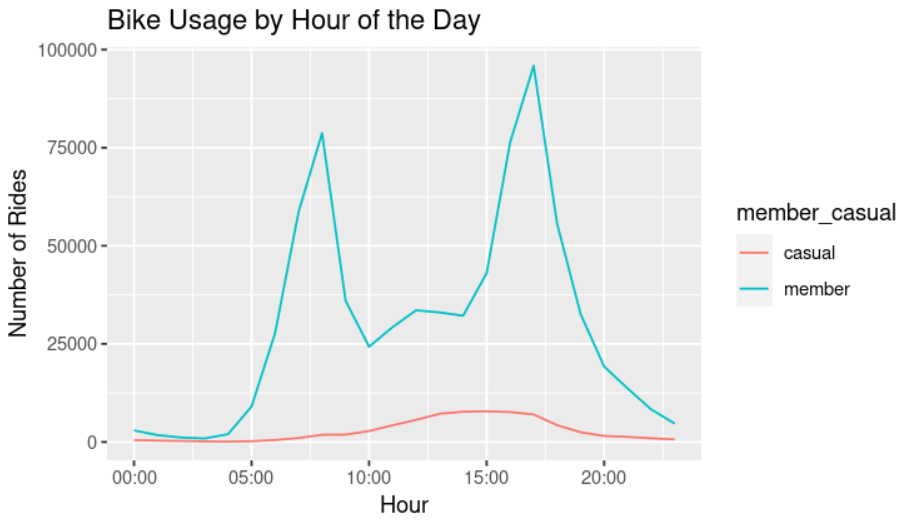 Bike Usage by Hour of the Day
100000
75000
50000
25000
0
Number of Rides
00:00 05:00 10:00 15:00 20:00
Hour
member_casual
casual
member